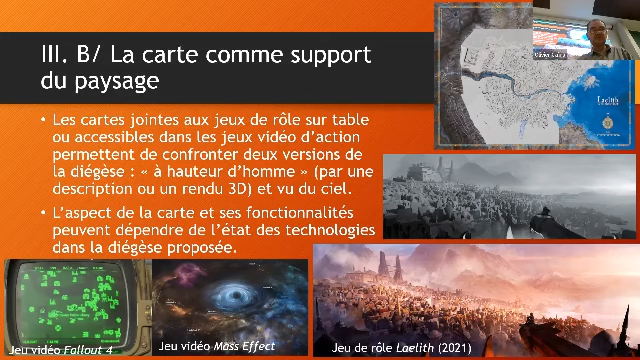 III. B/ La carte comme support
du paysage
• Les cartes jointes aux jeux de rôle sur table
ou accessibles dans les jeux vidéo d’action
permettent de confronter deux versions de
la diégèse : « à hauteur d’homme » (par une
description ou un rendu 3D) et vu du ciel.
• L’aspect de la carte et ses fonctionnalités
peuvent dépendre de l’état des technologies
dans la diégèse proposée.
Laelith
Jeu vidéo Fallout 4
Jeu vidéo Mass Effect
Jeu de rôle Laelith (2021)